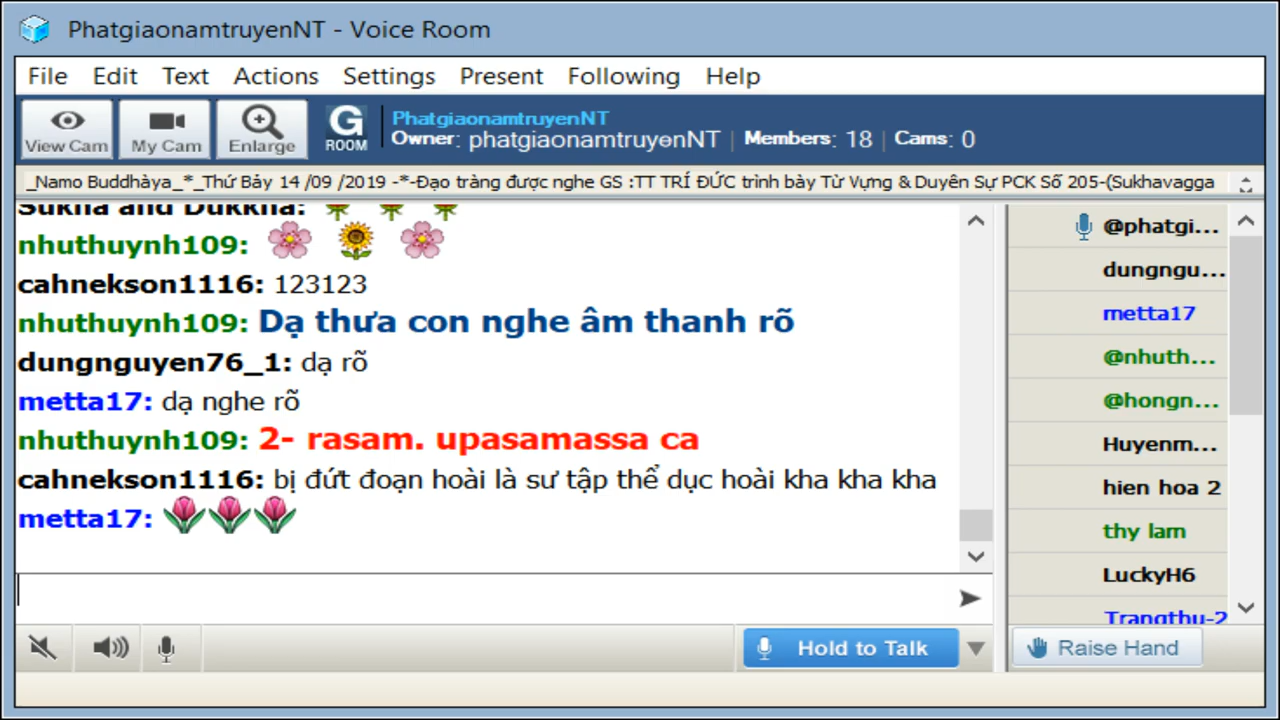 PhatgiaonamtruyenNT - Voice Room
File Edit Text Actions Settings Present Following Help
View Cam My Cam Enlarge G ROOM
PhatgiaonamtruyenNT
Owner: phatgiaonamtruyenNT | Members: 18 | Cams: 0
_Namo Buddhàya_*_Thứ Bảy 14 /09 /2019 -*-Đạo tràng được nghe GS :TT TRÍ ĐỨC trình bày Từ Vựng & Duyên Sự PCK Số 205-(Sukhavagga
Sukha and Dukkha:
nhuthuynh109:
cahnekson1116: 123123
nhuthuynh109: Dạ thưa con nghe âm thanh rõ
dungnguyen76_1: dạ rõ
metta17: dạ nghe rõ
nhuthuynh109: 2- rasam. upasamassa ca
cahnekson1116: bị đứt đoạn hoài là sư tập thể dục hoài kha kha kha
metta17:
@phatgi...
dungngu...
metta17
@nhuth...
@hongn...
Huyenm...
hien hoa 2
thy lam
LuckyH6
Trangthu-2
Hold to Talk
Raise Hand